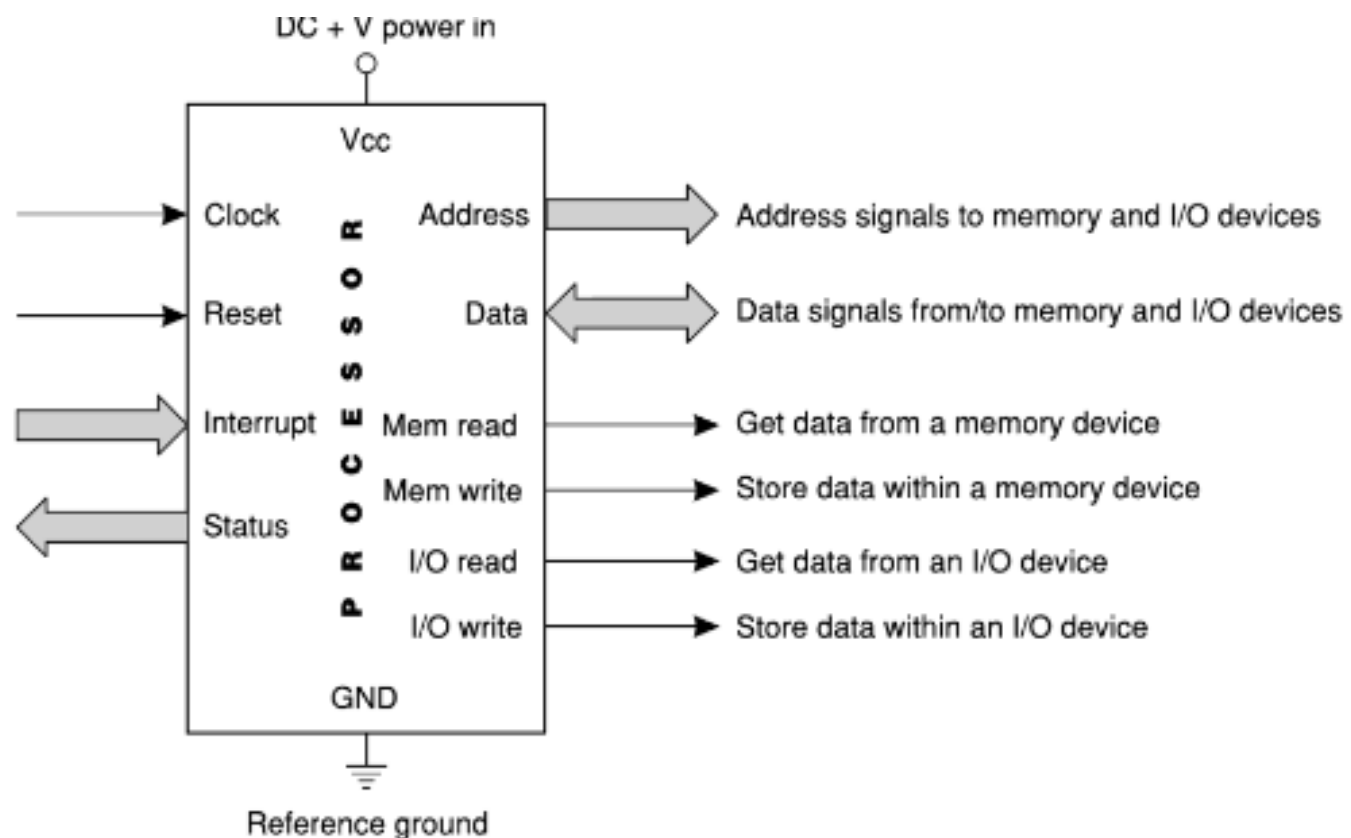 DC + V power in
Vcc
Clock
Address
Address signals to memory and I/O devices
Reset
Data
Data signals from/to memory and I/O devices
Interrupt
Mem read
Get data from a memory device
Mem write
Store data within a memory device
Status
I/O read
Get data from an I/O device
I/O write
Store data within an I/O device
PROCESSOR
GND
Reference ground